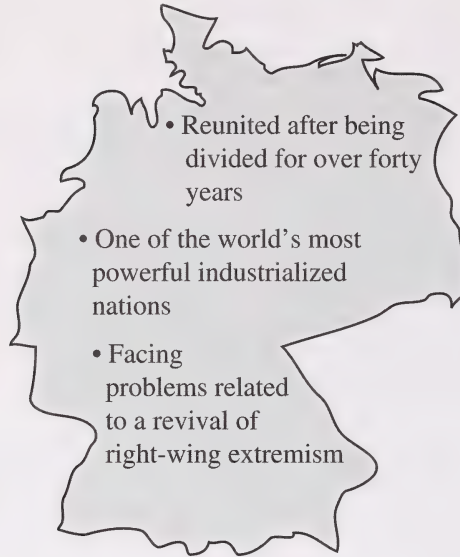 • Reunited after being
divided for over forty
years
• One of the world's most
powerful industrialized
nations
• Facing
problems related
to a revival of
right-wing extremism